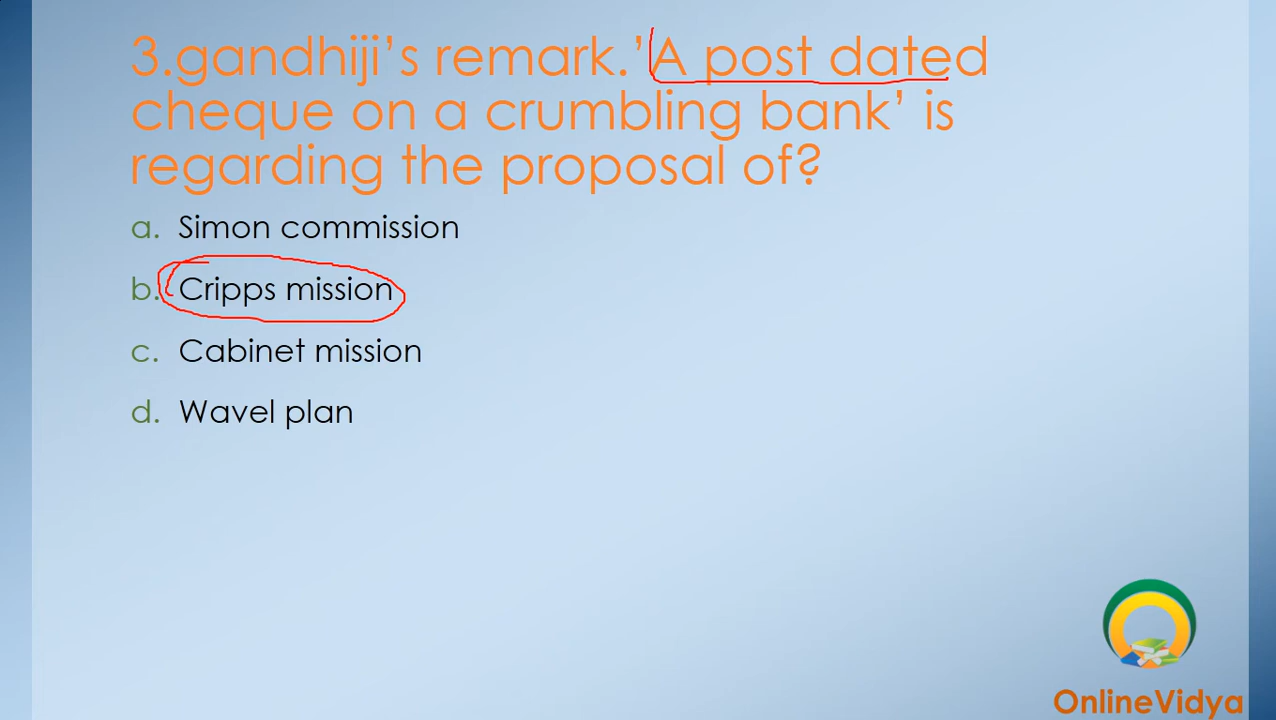 3.gandhiji’s remark.’A post dated
cheque on a crumbling bank’ is
regarding the proposal of?
a. Simon commission
b. Cripps mission
c. Cabinet mission
d. Wavel plan
OnlineVidya